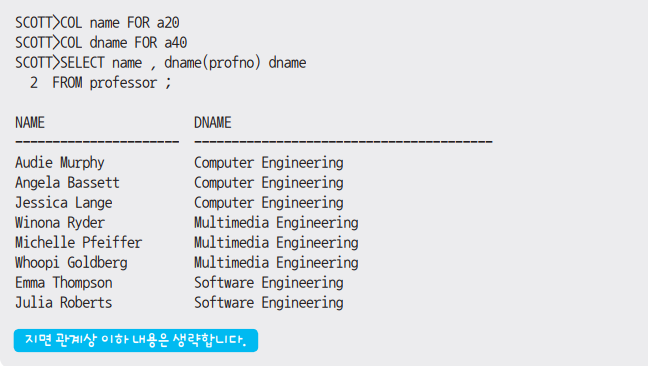 SCOTT>COL name FOR a20
SCOTT>COL dname FOR a40
SCOTT>SELECT name , dname(profno) dname
  2  FROM professor ;

NAME                   DNAME
---------------------- ----------------------------------------
Audie Murphy           Computer Engineering
Angela Bassett         Computer Engineering
Jessica Lange          Computer Engineering
Winona Ryder           Multimedia Engineering
Michelle Pfeiffer      Multimedia Engineering
Whoopi Goldberg        Multimedia Engineering
Emma Thompson          Software Engineering
Julia Roberts          Software Engineering
지면 관계상 이하 내용은 생략합니다.